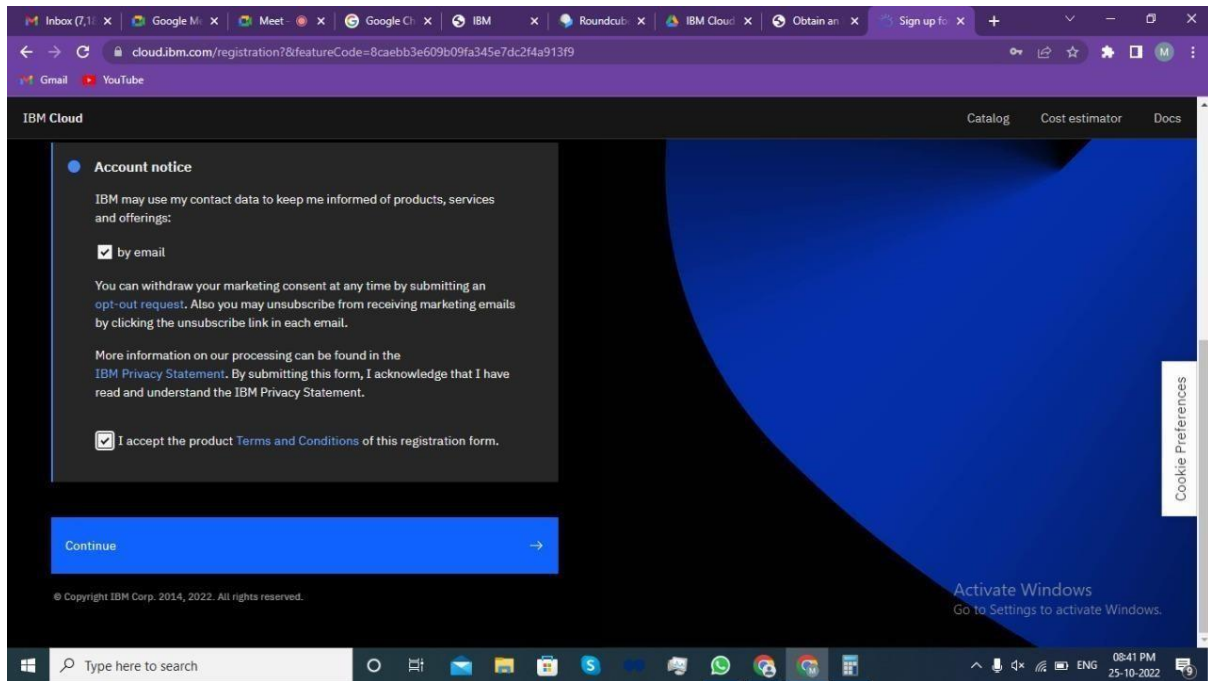 Inbox (7,1
Google Me
Meet -
Google Ch
IBM
Roundcub
IBM Cloud
Obtain an
Sign up fo
cloud.ibm.com/registration?&featureCode=8caebb3e609b09fa345e7dc2f4a913f9
M
Gmail
YouTube
IBM Cloud
Catalog
Cost estimator
Docs
Account notice
IBM may use my contact data to keep me informed of products, services
and offerings:
by email
You can withdraw your marketing consent at any time by submitting an
opt-out request. Also you may unsubscribe from receiving marketing emails
by clicking the unsubscribe link in each email.
More information on our processing can be found in the
IBM Privacy Statement. By submitting this form, I acknowledge that I have
read and understand the IBM Privacy Statement.
I accept the product Terms and Conditions of this registration form.
Cookie Preferences
Continue
© Copyright IBM Corp. 2014, 2022. All rights reserved.
Activate Windows
Go to Settings to activate Windows.
Type here to search
ENG
08:41 PM
25-10-2022